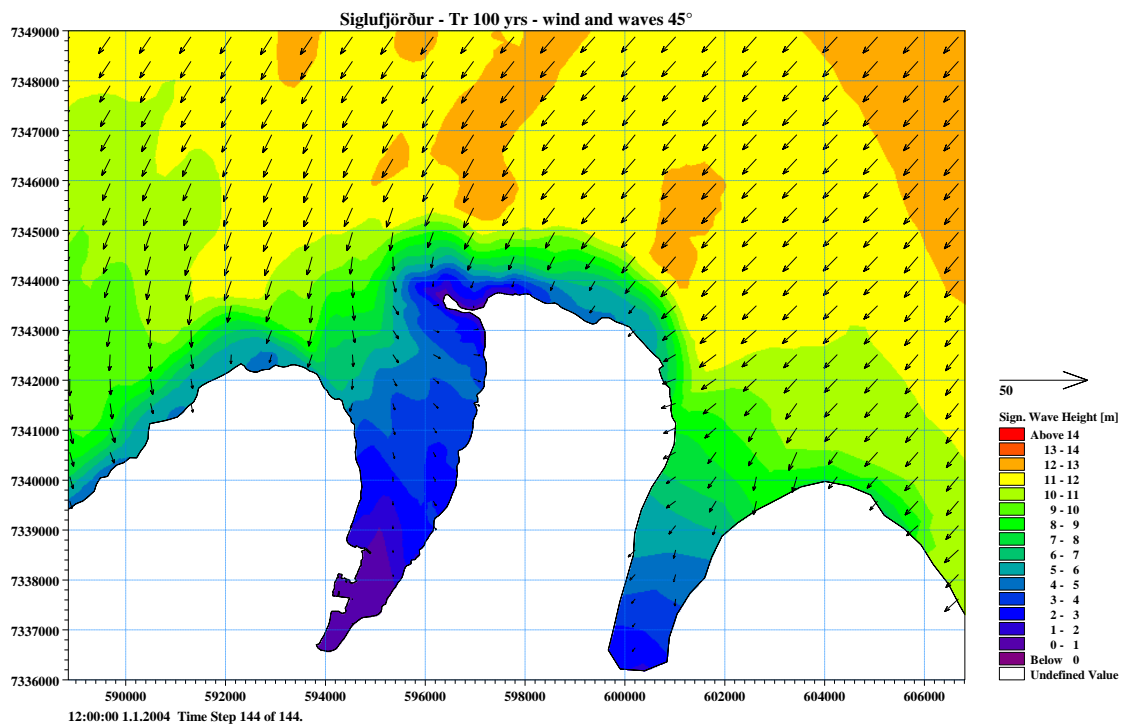 Siglufjörður - Tr 100 yrs - wind and waves 45°
7349000
7348000
7347000
7346000
7345000
7344000
7343000
7342000
7341000
7340000
7339000
7338000
7337000
7336000
590000 592000 594000 596000 598000 600000 602000 604000 606000
12:00:00 1.1.2004 Time Step 144 of 144.
50
Sign. Wave Height [m]
Above 14
13 - 14
12 - 13
11 - 12
10 - 11
9 - 10
8 - 9
7 - 8
6 - 7
5 - 6
4 - 5
3 - 4
2 - 3
1 - 2
0 - 1
Below 0
Undefined Value